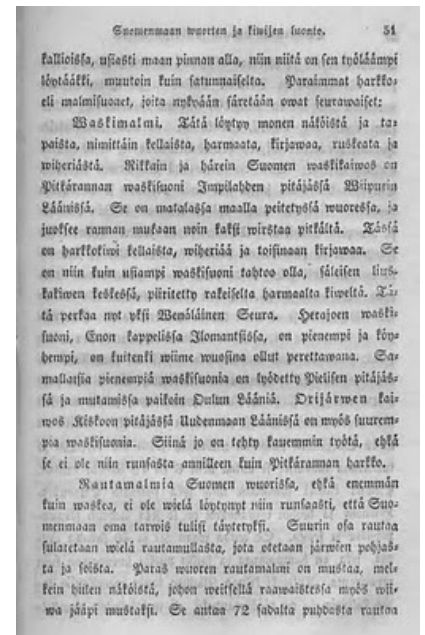 Suomenmaan wuorten ja kiwijen luonto. 51
kallioissa, usiasti maan pinnan alla, niin niitä on sen työläämpi
löytääkki, muutoin kuin satunnaiselta. Paraimmat harkko-
eli malmisuonet, joita nykyään säretään owat seurawaiset:
Waskimalmi. Tätä löytyy monen näköistä ja ta-
paista, nimittäin kellaista, harmaata, kirjawaa, ruskeata ja
wiheriästä. Rikkain ja härein Suomen waskikaiwos on
Pitkärannan waskisuoni Impilahden pitäjässä Wiipurin
Läänissä. Se on matalassa maalla peitetyssä wuoressa, ja
juoksee rannan mukaan noin kaksi wirstaa pitkältä. Tässä
on harkkokiwi kellaista, wiheriää ja toisinaan kirjawaa. Se
on niin kuin usiampi waskisuoni tahtoo olla, säleisen lius-
kakiwen keskessä, piiritetty rakeiselta harmaalta kiweltä. Tä-
tä perkaa nyt yksi Wenäläinen Seura. Herajoen waski-
suoni, Enon kappelissa Ilomantsissa, on pienempi ja köy-
hempi, on kuitenki wiime wuosina ollut perettawana. Sa-
mallaisia pienempiä waskisuonia on työdetty Pielisen pitäjäs-
sä ja mutamissa paikoin Oulun Lääniä. Orijärwen kai-
wos Kiskoon pitäjässä Uudenmaan Läänissä on myös suurem-
pia waskisuonia. Siinä jo on tehty kauemmin työtä, ehkä
se ei ole niin runsasta annilleen kuin Pitkärannan harkko.
Rautamalmia Suomen wuorissa, ehkä enemmän
kuin waskea, ei ole wielä löytynyt niin runsaasti, että Suo-
menmaan oma tarwis tulisi täytetyksi. Suurin osa rautaa
sulatetaan wielä rautamullasta, jota otetaan järwien pohjas-
ta ja soista. Paras wuoren rautamalmi on mustaa, mel-
kein hiilen näköistä, johon weitsellä raawaistessa myös wii-
wa jääpi mustaksi. Se antaa 72 sadalta puhdasta rautaa